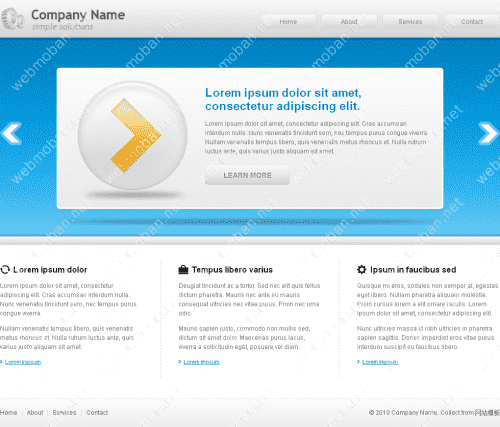 Company Name
simple solutions
Home
About
Services
Contact
Lorem ipsum dolor sit amet,
consectetur adipiscing elit.
Lorem ipsum dolor sit amet, consectetur adipiscing elit. Cras accumsan
interdum nulla. Nunc venenatis tincidunt sem, nec tempus purus congue viverra.
Nullam venenatis tempus libero, quis venenatis metus rhoncus et. Nulla rutrum
luctus ante, quis varius justo aliquam sit amet.
LEARN MORE
Lorem ipsum dolor
Lorem ipsum dolor sit amet, consectetur
adipiscing elit. Cras accumsan interdum nulla.
Nunc venenatis tincidunt sem, nec tempus purus
congue viverra.
Nullam venenatis tempus libero, quis venenatis
metus rhoncus et. Nulla rutrum luctus ante, quis
varius justo aliquam sit amet.
Lorem Ipsum
Tempus libero varius
Deugiat tincidunt ac a tortor. Sed nec elit quis tellus
dictum pharetra. Mauris nec ante eu mauris
consequat ultricies nec vitae purus. Proin nec urna
odio.
Mauris sapien justo, commodo non mollis sed,
dictum sit amet dolor. Maecenas purus lacus,
viverra a sollicitudin eget, posuere vel diam.
Lorem Ipsum
Ipsum in faucibus sed
Quisque mi eros, sodales non semper at, egestas
eget libero. Nullam pharetra aliquam molestie.
Proin cursus lorem a eros aliquet iaculis. Lorem
ipsum dolor sit amet, consectetur adipiscing elit.
Nunc ultricies massa id nibh ultricies in pharetra
sapien sagittis. Donec imperdiet eros vitae purus
interdum suscipit eu faucibus libero.
Lorem Ipsum
Home | About | Services | Contact
© 2010 Company Name. Collect from 网站模板
webmoban.net